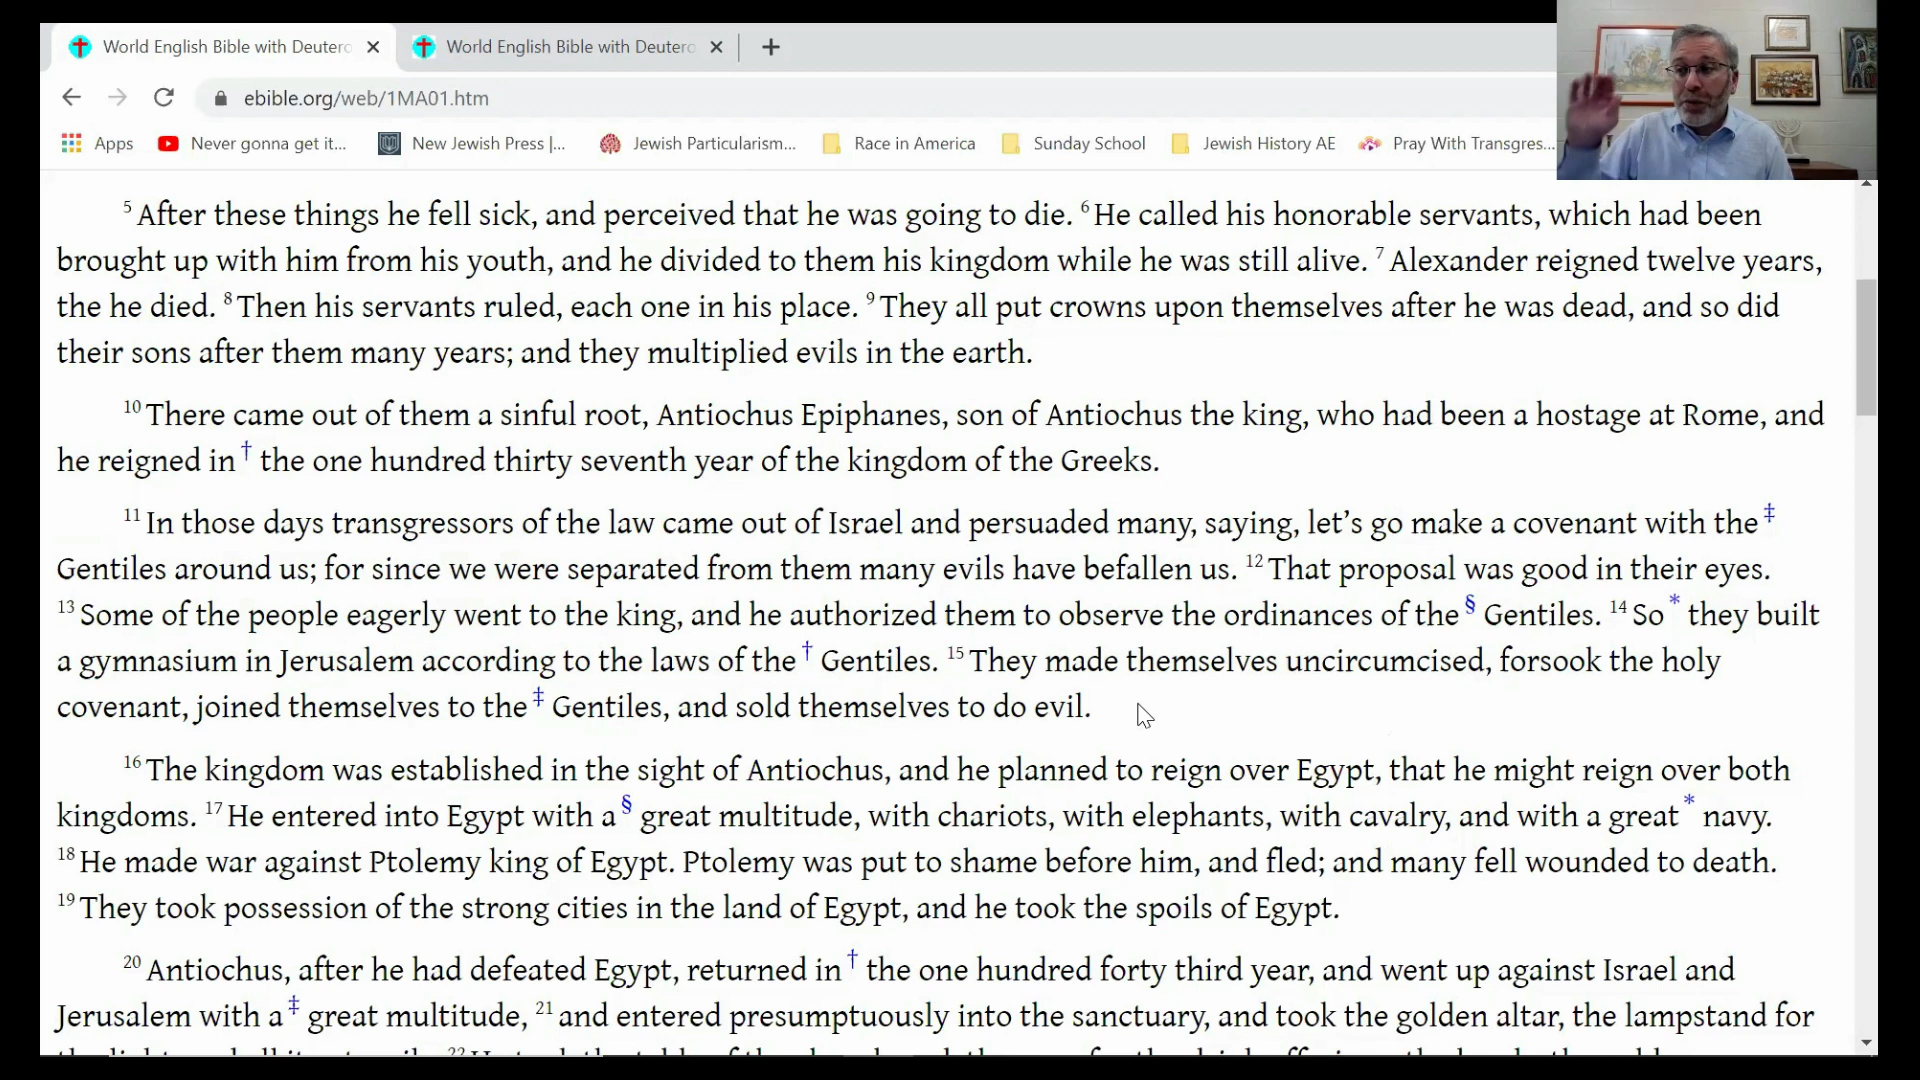 World English Bible with Deutero
World English Bible with Deutero
ebible.org/web/1MA01.htm
Apps
Never gonna get it...
New Jewish Press |...
Jewish Particularism...
Race in America
Sunday School
Jewish History AE
Pray With Transgres...
5 After these things he fell sick, and perceived that he was going to die. 6 He called his honorable servants, which had been
brought up with him from his youth, and he divided to them his kingdom while he was still alive. 7 Alexander reigned twelve years,
the he died. 8 Then his servants ruled, each one in his place. 9 They all put crowns upon themselves after he was dead, and so did
their sons after them many years; and they multiplied evils in the earth.
10 There came out of them a sinful root, Antiochus Epiphanes, son of Antiochus the king, who had been a hostage at Rome, and
he reigned in † the one hundred thirty seventh year of the kingdom of the Greeks.
11 In those days transgressors of the law came out of Israel and persuaded many, saying, let’s go make a covenant with the ‡
Gentiles around us; for since we were separated from them many evils have befallen us. 12 That proposal was good in their eyes.
13 Some of the people eagerly went to the king, and he authorized them to observe the ordinances of the § Gentiles. 14 So * they built
a gymnasium in Jerusalem according to the laws of the † Gentiles. 15 They made themselves uncircumcised, forsook the holy
covenant, joined themselves to the ‡ Gentiles, and sold themselves to do evil.
16 The kingdom was established in the sight of Antiochus, and he planned to reign over Egypt, that he might reign over both
kingdoms. 17 He entered into Egypt with a § great multitude, with chariots, with elephants, with cavalry, and with a great * navy.
18 He made war against Ptolemy king of Egypt. Ptolemy was put to shame before him, and fled; and many fell wounded to death.
19 They took possession of the strong cities in the land of Egypt, and he took the spoils of Egypt.
20 Antiochus, after he had defeated Egypt, returned in † the one hundred forty third year, and went up against Israel and
Jerusalem with a ‡ great multitude, 21 and entered presumptuously into the sanctuary, and took the golden altar, the lampstand for